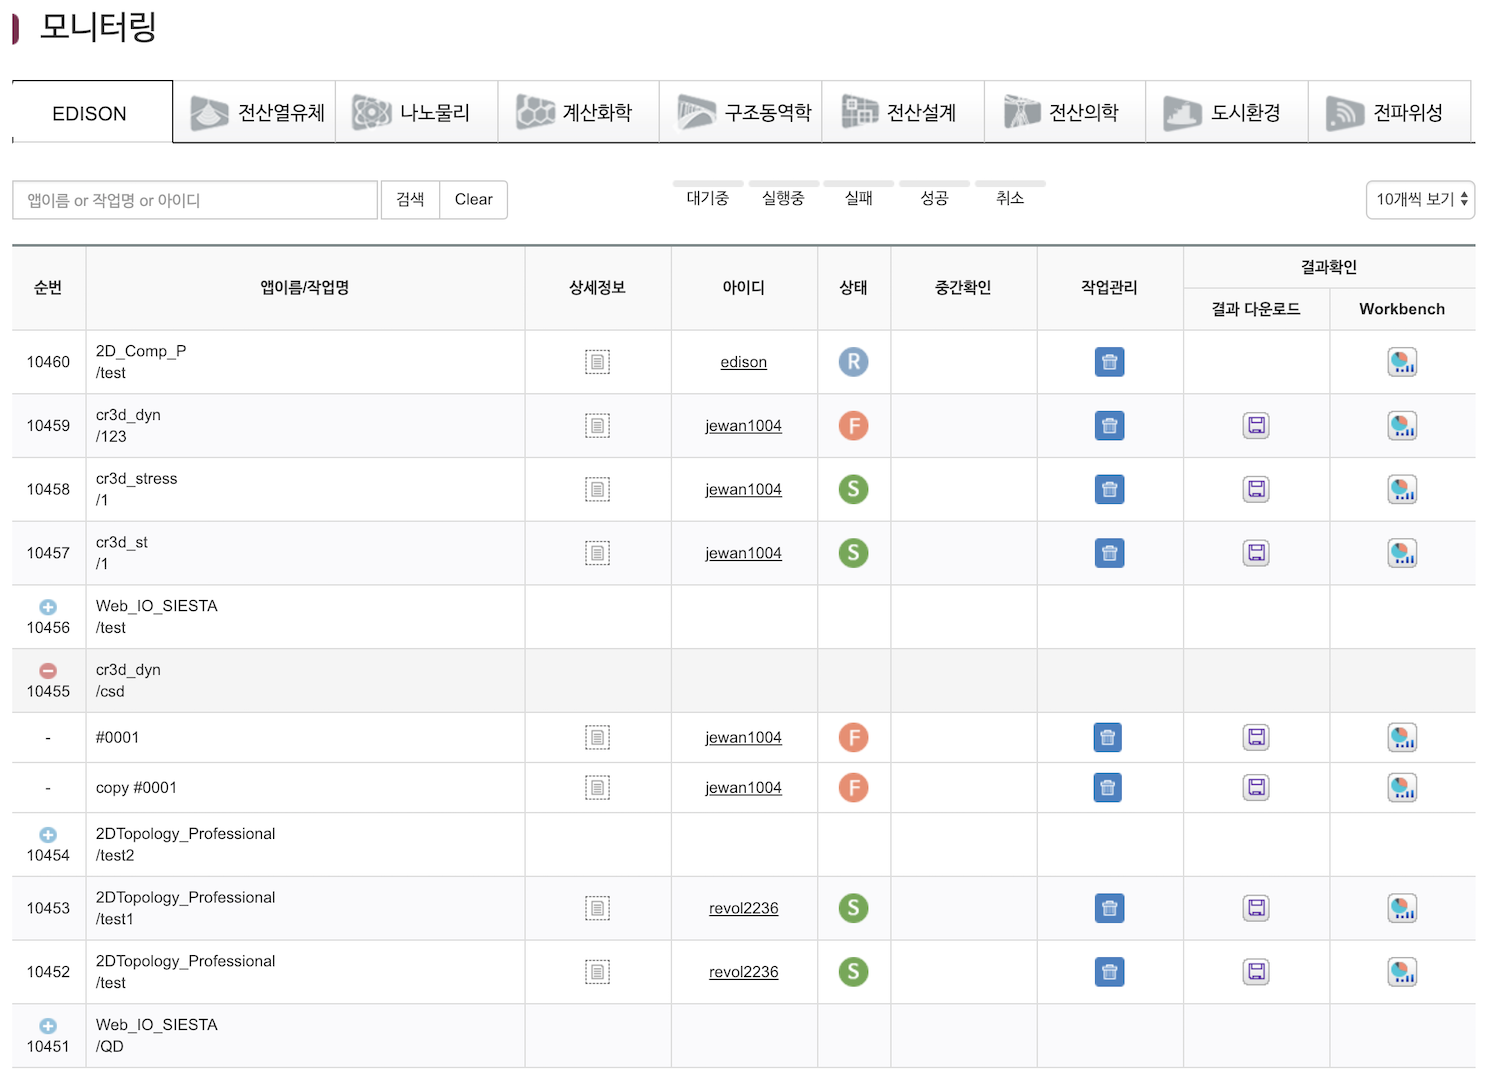 모니터링
EDISON 전산열유체 나노물리 계산화학 구조동역학 전산설계 전산의학 도시환경 전파위성
앱이름 or 작업명 or 아이디 검색 Clear 대기중 실행중 실패 성공 취소 10개씩 보기
순번 앱이름/작업명 상세정보 아이디 상태 중간확인 작업관리 결과확인
결과 다운로드 Workbench
10460 2D_Comp_P edison R
/test
10459 cr3d_dyn jewan1004 F
/123
10458 cr3d_stress jewan1004 S
/1
10457 cr3d_st jewan1004 S
/1
Web_IO_SIESTA
10456 /test
cr3d_dyn
10455 /csd
- #0001 jewan1004 F
- copy #0001 jewan1004 F
2DTopology_Professional
10454 /test2
10453 2DTopology_Professional revol2236 S
/test1
10452 2DTopology_Professional revol2236 S
/test
Web_IO_SIESTA
10451 /QD